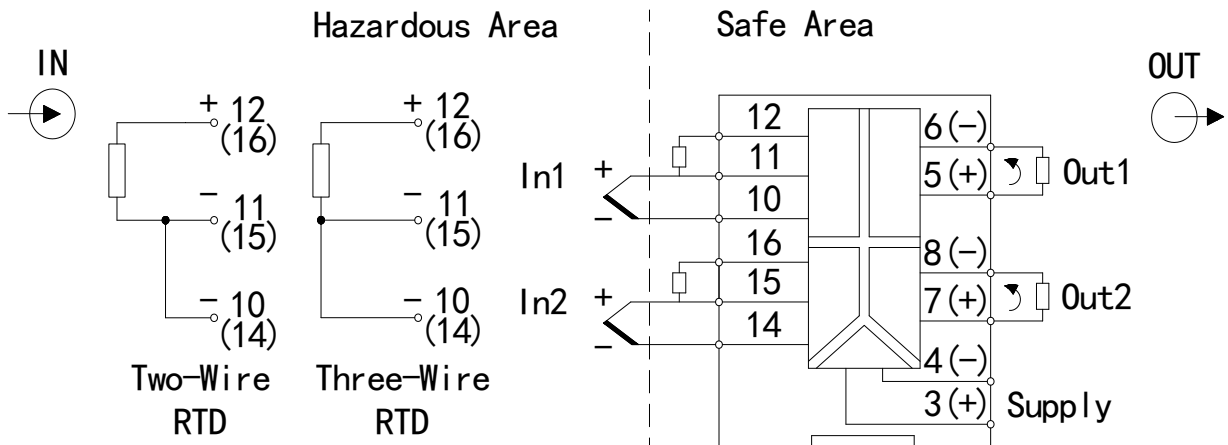 Hazardous Area
Safe Area
IN
OUT
+ 12
(16)
- 11
(15)
- 10
(14)
Two-Wire
RTD
+ 12
(16)
- 11
(15)
- 10
(14)
Three-Wire
RTD
In1
+
-
In2
+
-
12
11
10
16
15
14
6(-)
5(+)
Out1
8(-)
7(+)
Out2
4(-)
3(+)
Supply